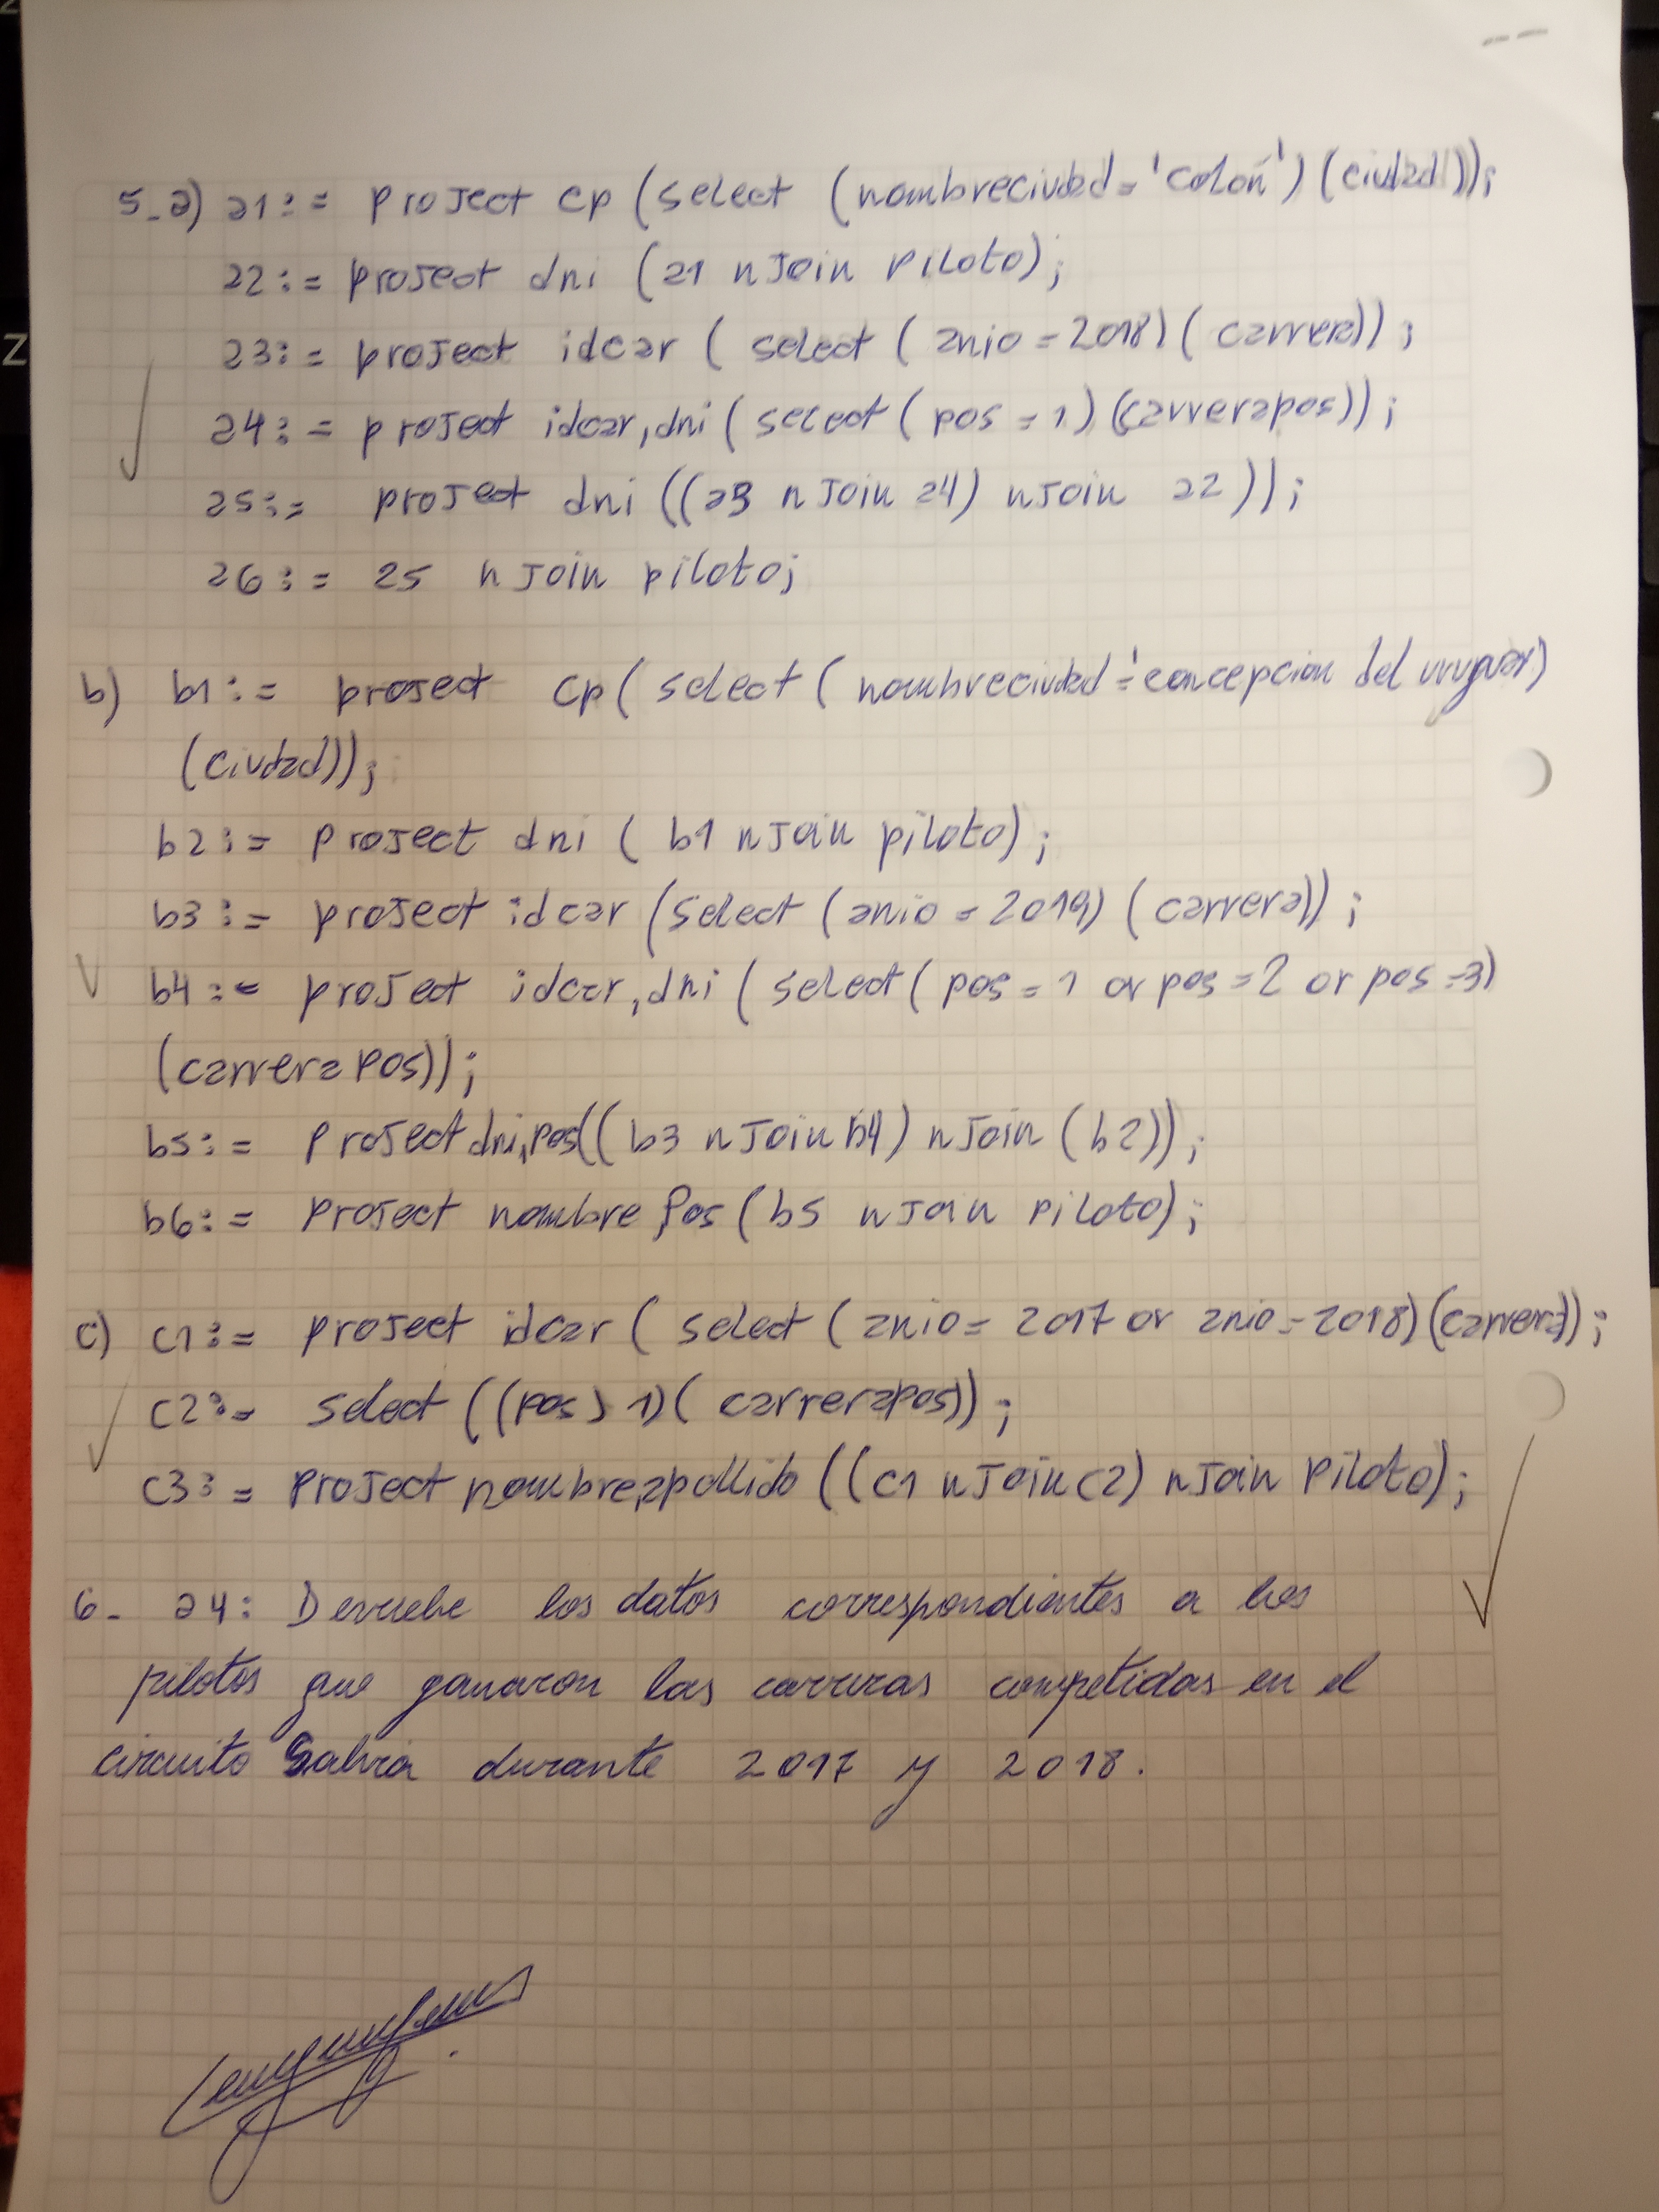 5_a) a1:= project cp (select (nombreciudad = 'colon') (ciudad));
a2:= project dni (a1 njoin piloto);
a3:= project idcar ( select ( anio = 2018) ( carrera)) ;
a4:= project idcar,dni ( select ( pos = 1) (carrerapos)) ;
a5:= project dni ((a3 njoin a4) njoin a2 )) ;
a6:= a5 njoin piloto;
b) b1:= project cp ( select ( nombreciudad = 'concepcion del uruguay)
(ciudad)) ;
b2:= project dni ( b1 njoin piloto) ;
b3:= project idcar (select (anio = 2019) ( carrera)) ;
b4:= project idcar,dni ( select ( pos = 1 or pos = 2 or pos = 3)
(carrerapos)) ;
b5:= project dni,pos(( b3 njoin b4) njoin (b2)) ;
b6:= project nombre,pos (b5 njoin piloto) ;
c) c1:= project idcar ( select ( anio = 2017 or anio = 2018) (carrera)) ;
c2:= select ((pos > 1) ( carrerapos)) ;
c3:= project nombre,apellido ((c1 njoin c2) njoin piloto) ;
6- a4: Devuelve los datos correspondientes a los
pilotos que ganaron las carreras competidas en el
circuito Galvia durante 2017 y 2018.
Z